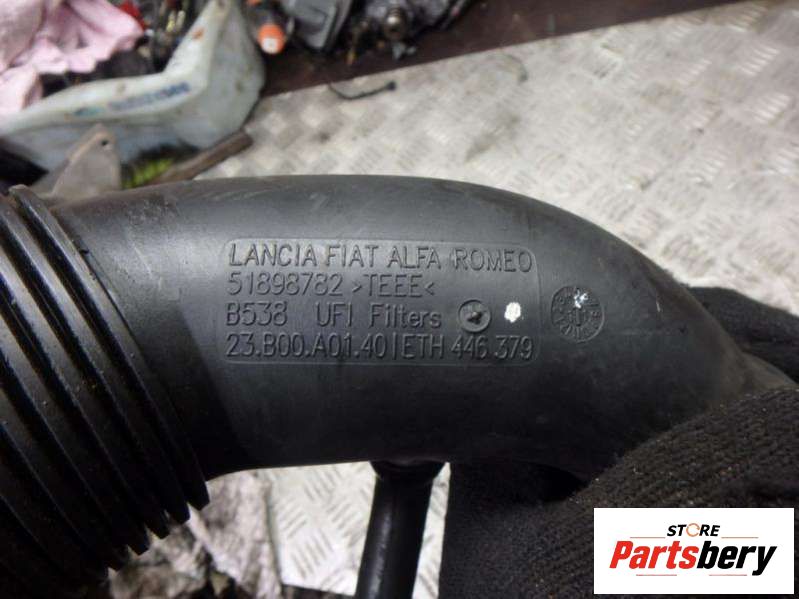 LANCIA FIAT ALFA ROMEO
51898782 >TEEE<
B538 UFI Filters
23.B00.A01.40 | ETH 446 379
STORE
Partsbery